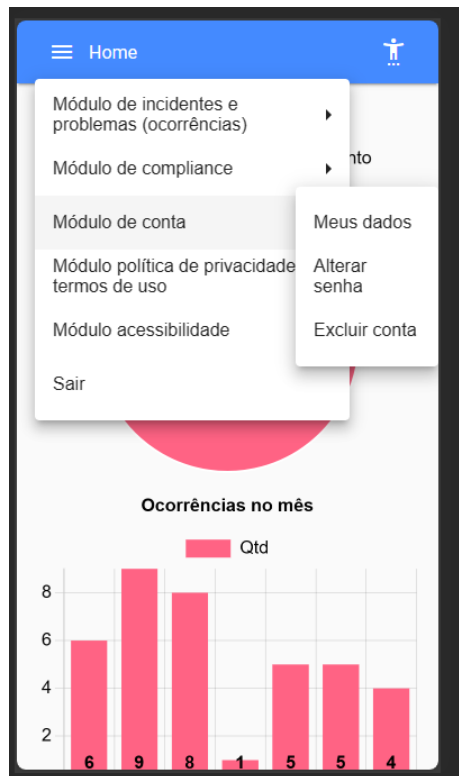 Home
Módulo de incidentes e
problemas (ocorrências)
Módulo de compliance
nto
Módulo de conta
Meus dados
Módulo política de privacidade
termos de uso
Alterar
senha
Módulo acessibilidade
Excluir conta
Sair
Ocorrências no mês
Qtd
8
6
4
2
6 9 8 1 5 5 4